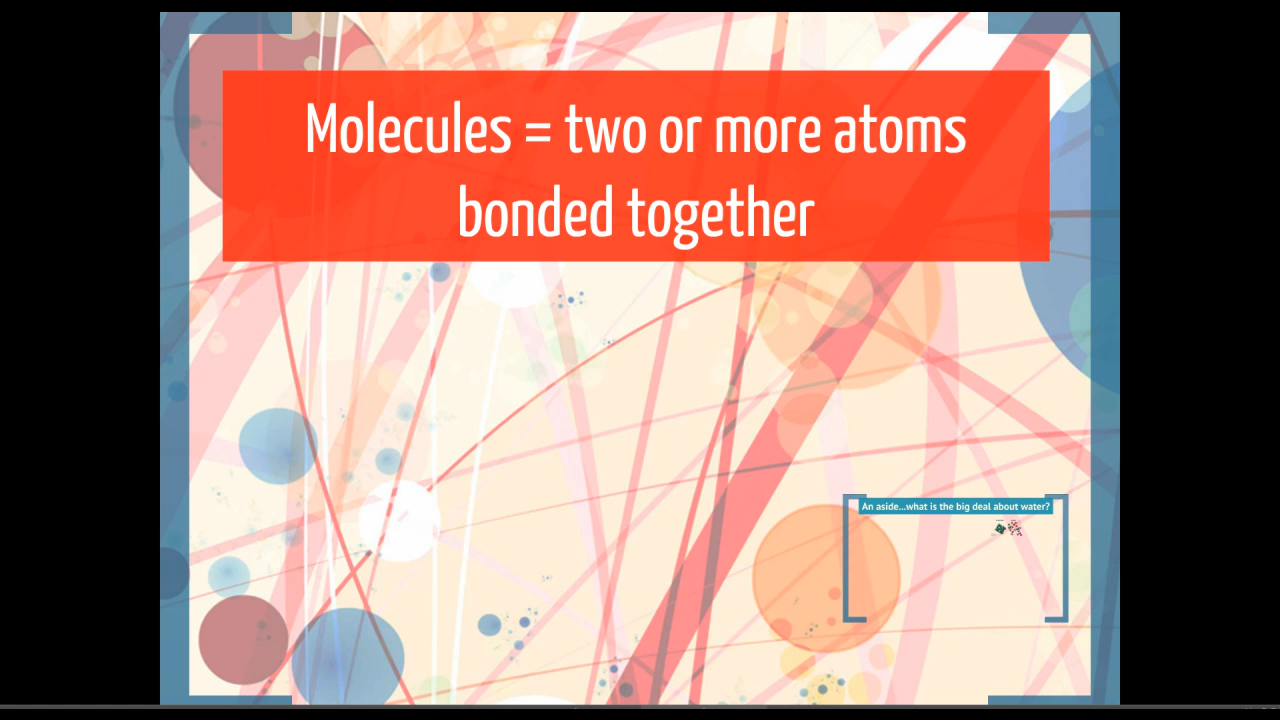 Molecules = two or more atoms
bonded together
An aside...what is the big deal about water?